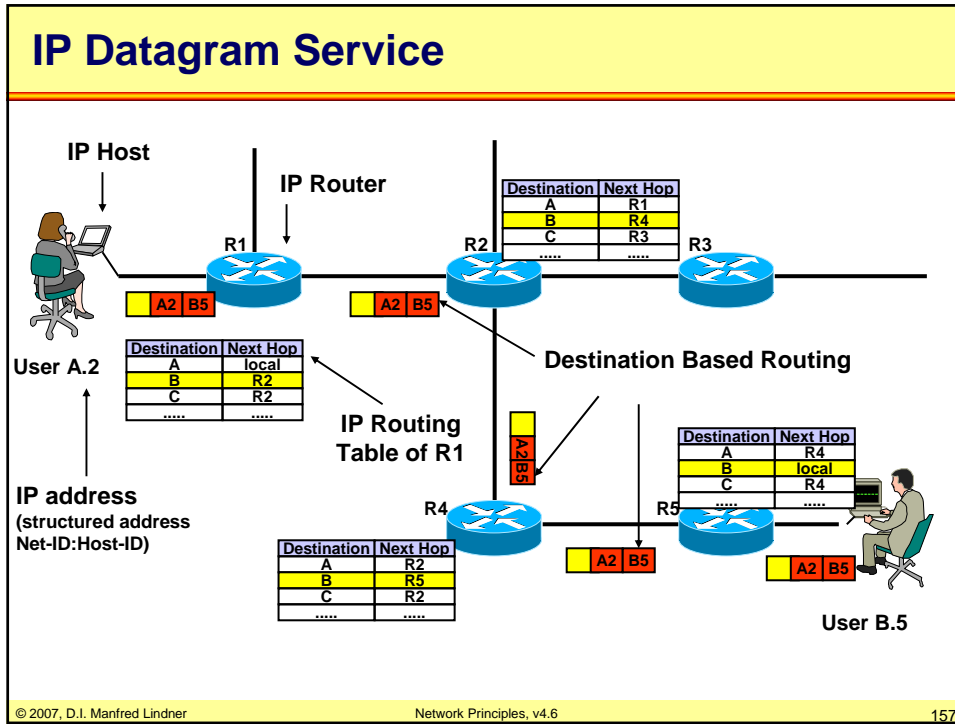 IP Datagram Service
IP Host
IP Router
Destination Next Hop
A R1
B R4
C R3
..... .....
R1
R2
R3
A2 B5
A2 B5
User A.2
Destination Next Hop
A local
B R2
C R2
..... .....
Destination Based Routing
IP Routing
Table of R1
A2 B5
Destination Next Hop
A R4
B local
C R4
..... .....
IP address
(structured address
Net-ID:Host-ID)
R4
R5
Destination Next Hop
A R2
B R5
C R2
..... .....
A2 B5
A2 B5
User B.5
© 2007, D.I. Manfred Lindner
Network Principles, v4.6
157